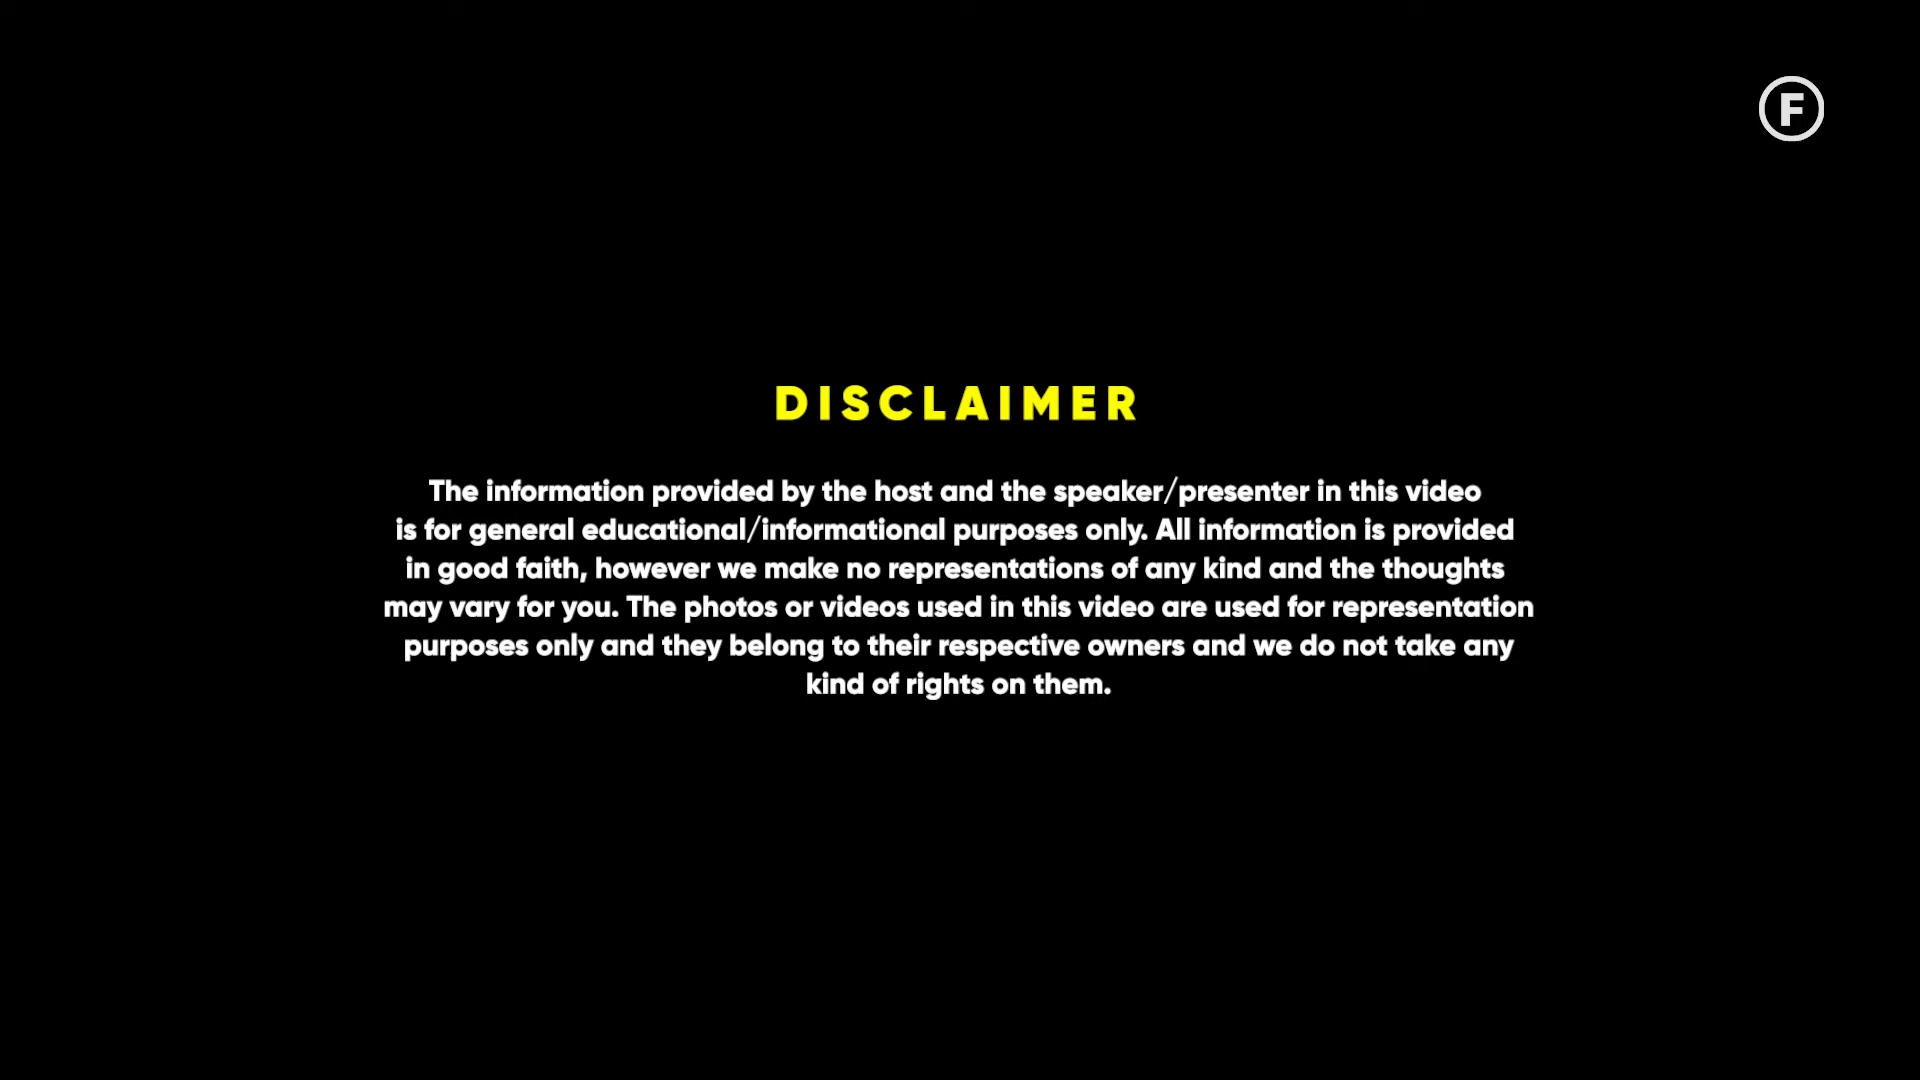 F
DISCLAIMER
The information provided by the host and the speaker/presenter in this video
is for general educational/informational purposes only. All information is provided
in good faith, however we make no representations of any kind and the thoughts
may vary for you. The photos or videos used in this video are used for representation
purposes only and they belong to their respective owners and we do not take any
kind of rights on them.